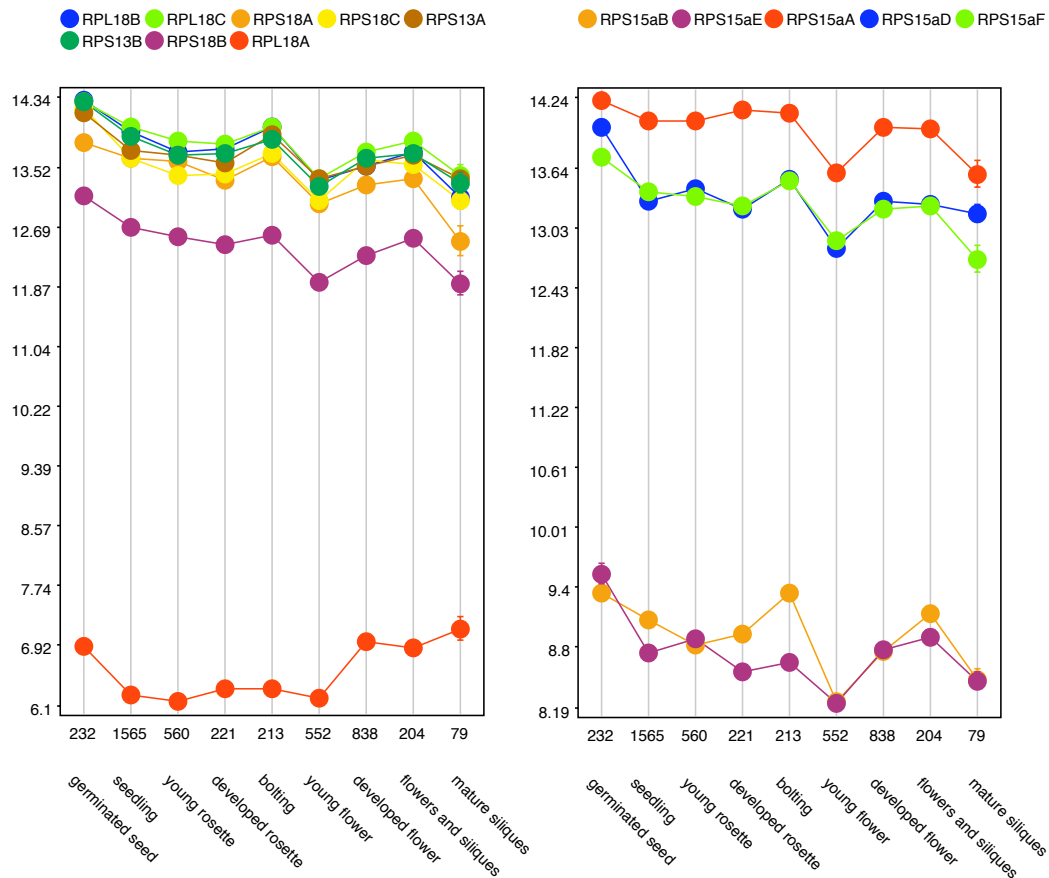 RPL18B RPL18C RPS18A RPS18C RPS13A
RPS13B RPS18B RPL18A
14.34
13.52
12.69
11.87
11.04
10.22
9.39
8.57
7.74
6.92
6.1
232 1565 560 221 213 552 838 204 79
germinated seed
seedling
young rosette
developed rosette
bolting
young flower
developed flower
flowers and siliques
mature siliques
RPS15aB RPS15aE RPS15aA RPS15aD RPS15aF
14.24
13.64
13.03
12.43
11.82
11.22
10.61
10.01
9.4
8.8
8.19
232 1565 560 221 213 552 838 204 79
germinated seed
seedling
young rosette
developed rosette
bolting
young flower
developed flower
flowers and siliques
mature siliques